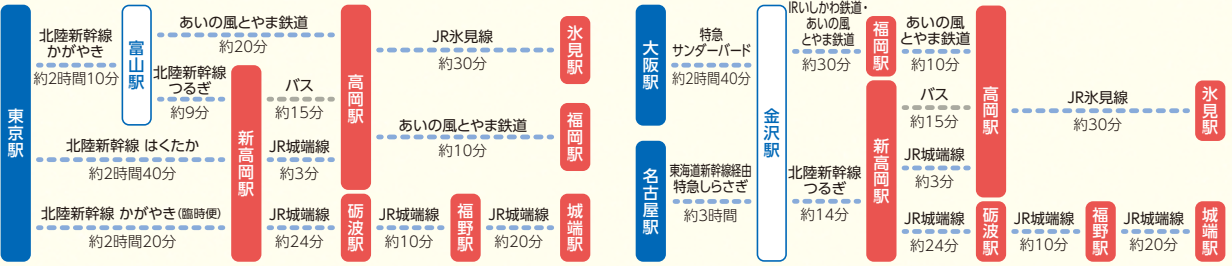 東京駅
北陸新幹線
かがやき
約2時間10分
富山駅
あいの風とやま鉄道
約20分
北陸新幹線
つるぎ
約9分
北陸新幹線 はくたか
約2時間40分
北陸新幹線 かがやき(臨時便)
約2時間20分
新高岡駅
バス
約15分
JR城端線
約3分
高岡駅
JR氷見線
約30分
氷見駅
あいの風とやま鉄道
約10分
福岡駅
JR城端線
約24分
砺波駅
JR城端線
約10分
福野駅
JR城端線
約20分
城端駅
大阪駅
特急
サンダーバード
約2時間40分
名古屋駅
東海道新幹線経由
特急しらさぎ
約3時間
金沢駅
IRいしかわ鉄道・
あいの風
とやま鉄道
約30分
福岡駅
あいの風
とやま鉄道
約10分
北陸新幹線
つるぎ
約14分
新高岡駅
バス
約15分
JR城端線
約3分
高岡駅
JR氷見線
約30分
氷見駅
JR城端線
約24分
砺波駅
JR城端線
約10分
福野駅
JR城端線
約20分
城端駅